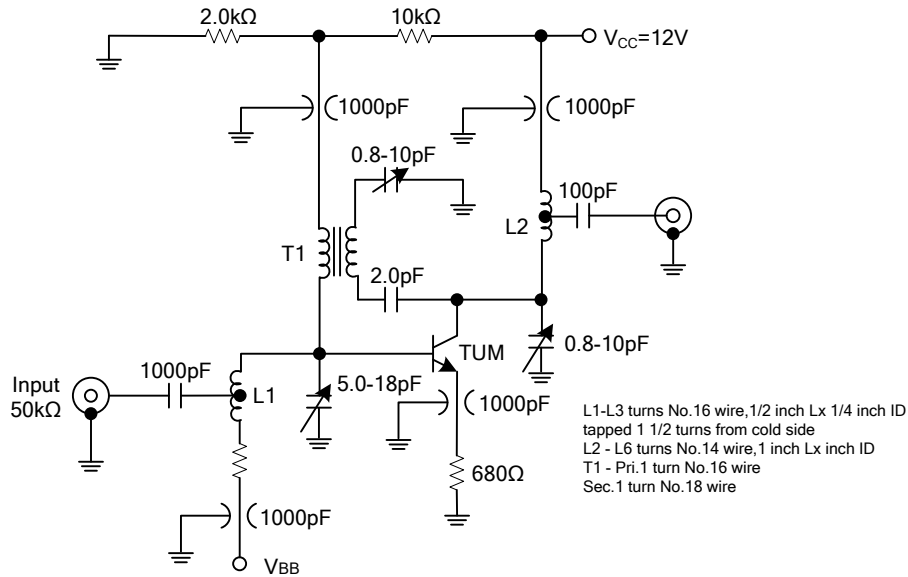 2.0kΩ
10kΩ
VCC=12V
1000pF
1000pF
0.8-10pF
100pF
L2
T1
2.0pF
0.8-10pF
TUM
1000pF
Input
50kΩ
L1
5.0-18pF
1000pF
680Ω
1000pF
VBB
L1-L3 turns No.16 wire,1/2 inch Lx 1/4 inch ID
tapped 1 1/2 turns from cold side
L2 - L6 turns No.14 wire,1 inch Lx inch ID
T1 - Pri.1 turn No.16 wire
Sec.1 turn No.18 wire